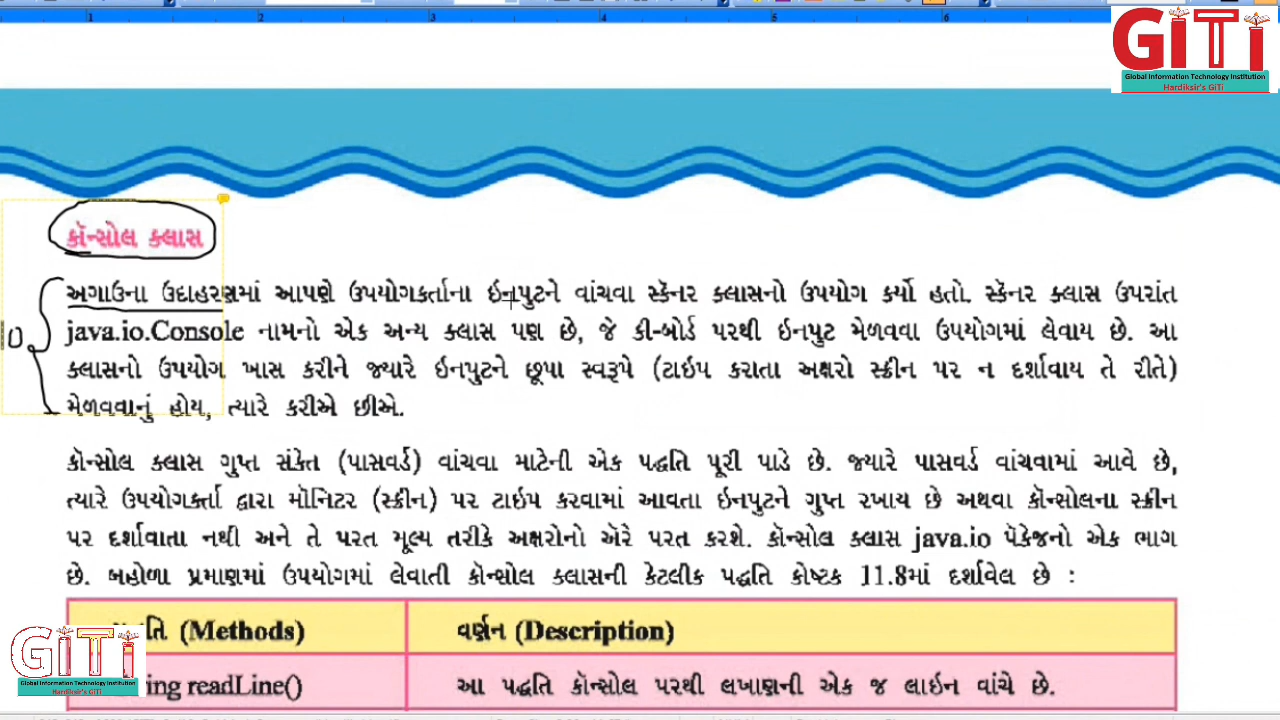 1 2 3 4 5 6
GiTi
Global Information Technology Institution
Hardiksir's GiTi
કૉન્સોલ ક્લાસ
અગાઉના ઉદાહરણમાં આપણે ઉપયોગકર્તાના ઇનપુટને વાંચવા સ્કૅનર ક્લાસનો ઉપયોગ કર્યો હતો. સ્કૅનર ક્લાસ ઉપરાંત
java.io.Console નામનો એક અન્ય ક્લાસ પણ છે, જે કી-બોર્ડ પરથી ઇનપુટ મેળવવા ઉપયોગમાં લેવાય છે. આ
ક્લાસનો ઉપયોગ ખાસ કરીને જ્યારે ઇનપુટને છૂપા સ્વરૂપે (ટાઇપ કરાતા અક્ષરો સ્ક્રીન પર ન દર્શાવાય તે રીતે)
મેળવવાનું હોય, ત્યારે કરીએ છીએ.
કૉન્સોલ ક્લાસ ગુપ્ત સંકેત (પાસવર્ડ) વાંચવા માટેની એક પદ્ધતિ પૂરી પાડે છે. જ્યારે પાસવર્ડ વાંચવામાં આવે છે,
ત્યારે ઉપયોગકર્તા દ્વારા મૉનિટર (સ્ક્રીન) પર ટાઇપ કરવામાં આવતા ઇનપુટને ગુપ્ત રખાય છે અથવા કૉન્સોલના સ્ક્રીન
પર દર્શાવાતા નથી અને તે પરત મૂલ્ય તરીકે અક્ષરોનો ઍરે પરત કરશે. કૉન્સોલ ક્લાસ java.io પૅકેજનો એક ભાગ
છે. બહોળા પ્રમાણમાં ઉપયોગમાં લેવાતી કૉન્સોલ ક્લાસની કેટલીક પદ્ધતિ કોષ્ટક 11.8માં દર્શાવેલ છે :
(Methods) વર્ણન (Description)
readLine() આ પદ્ધતિ કૉન્સોલ પરથી લખાણની એક જ લાઇન વાંચે છે.
GiTi
Global Information Technology Institution
Hardiksir's GiTi